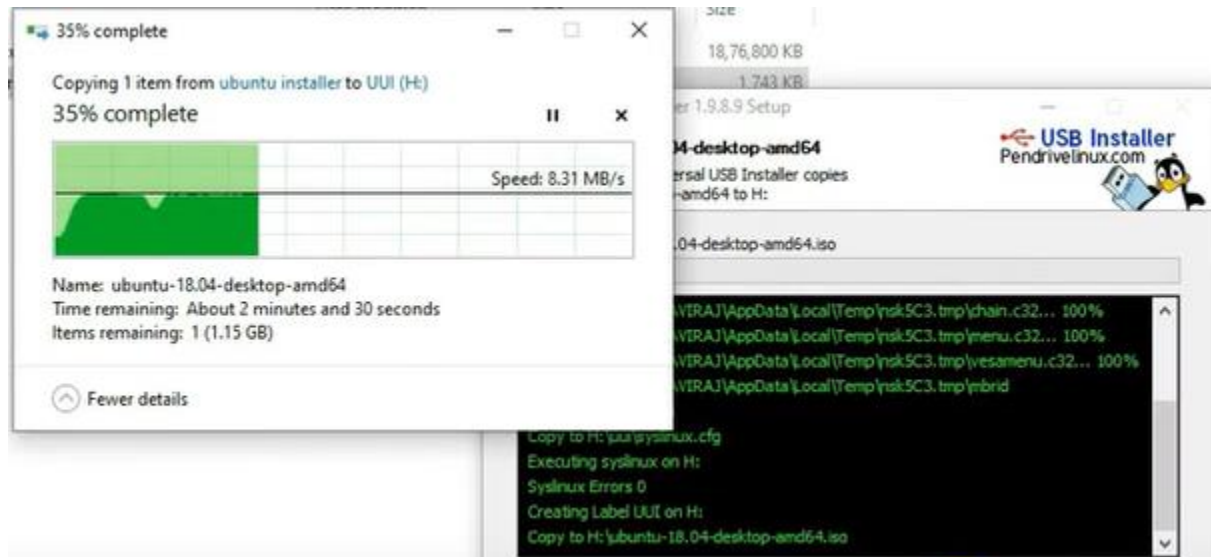 35% complete
Size
18,76,800 KB
1,743 KB
Copying 1 item from ubuntu installer to UUI (H:)
35% complete
Speed: 8.31 MB/s
Name: ubuntu-18.04-desktop-amd64
Time remaining: About 2 minutes and 30 seconds
Items remaining: 1 (1.15 GB)
Fewer details
er 1.9.8.9 Setup
USB Installer
Pendrivelinux.com
04-desktop-amd64
ersal USB Installer copies
-amd64 to H:
.04-desktop-amd64.iso
\VIRAJ\AppData\Local\Temp\nsk5C3.tmp\chain.c32... 100%
\VIRAJ\AppData\Local\Temp\nsk5C3.tmp\menu.c32... 100%
\VIRAJ\AppData\Local\Temp\nsk5C3.tmp\vesamenu.c32... 100%
\VIRAJ\AppData\Local\Temp\nsk5C3.tmp\mbrid
Copy to H:\uui\syslinux.cfg
Executing syslinux on H:
Syslinux Errors 0
Creating Label UUI on H:
Copy to H:\ubuntu-18.04-desktop-amd64.iso